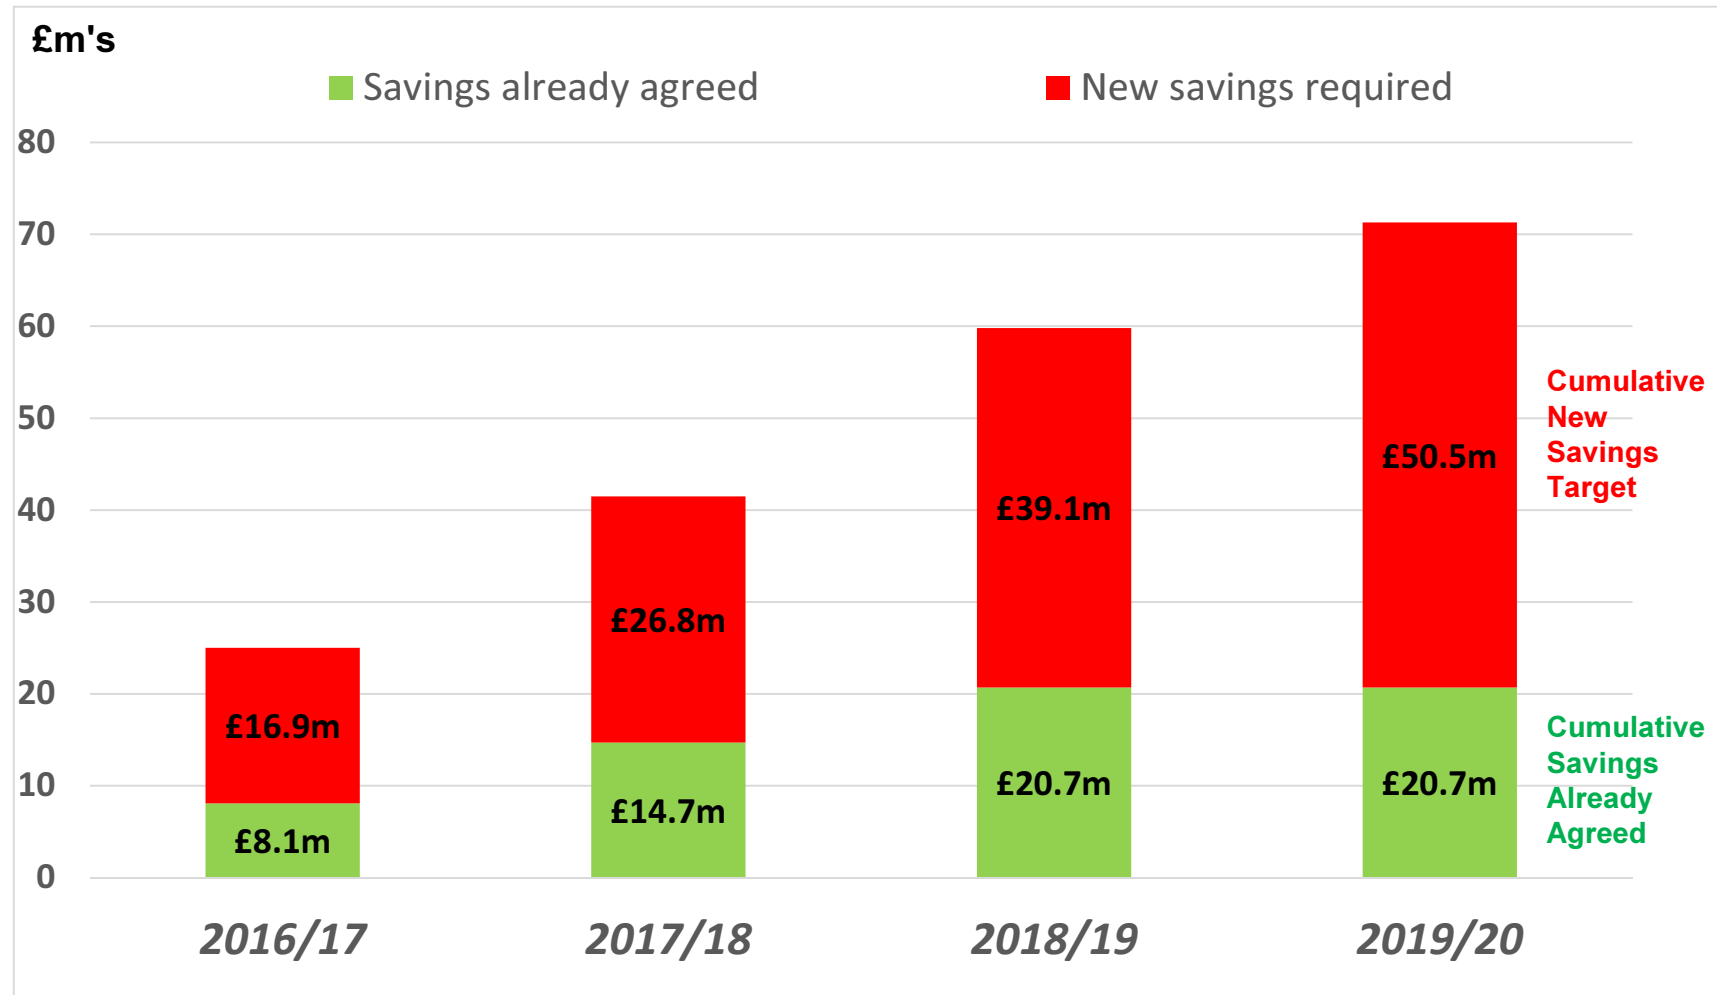 £m's
Savings already agreed
New savings required
80
70
60
50
40
30
20
10
0
£16.9m
£8.1m
£26.8m
£14.7m
£39.1m
£20.7m
£50.5m
£20.7m
Cumulative
New
Savings
Target
Cumulative
Savings
Already
Agreed
2016/17
2017/18
2018/19
2019/20